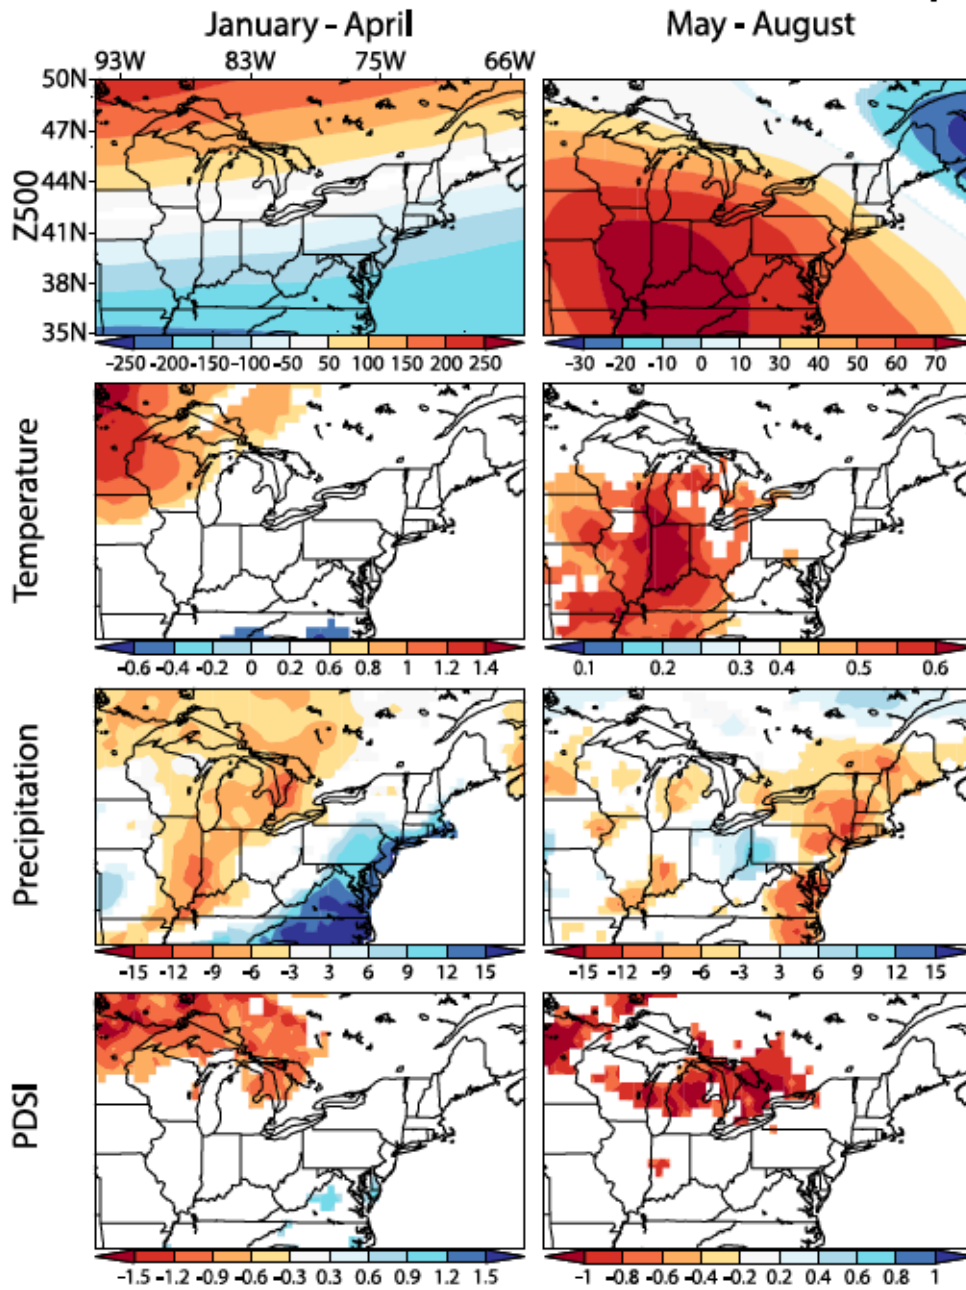 January – April
May - August
93W 83W 75W 66W
50N
47N
44N
41N
38N
35N
Z500
-250 -200 -150 -100 -50 50 100 150 200 250
-30 -20 -10 0 10 30 40 60 70
Temperature
-0.6 -0.4 -0.2 0 0.2 0.6 0.8 1 1.2 1.4
0.1 0.2 0.3 0.4 0.5 0.6
Precipitation
-15 -12 -9 -6 -3 3 6 9 12 15
-15 -12 -9 -6 -3 3 6 9 12 15
PDSI
-1.5 -1.2 -0.9 -0.6 -0.3 0.3 0.6 0.9 1.2 1.5
-1 -0.8 -0.6 -0.4 -0.2 0.2 0.4 0.6 0.8 1